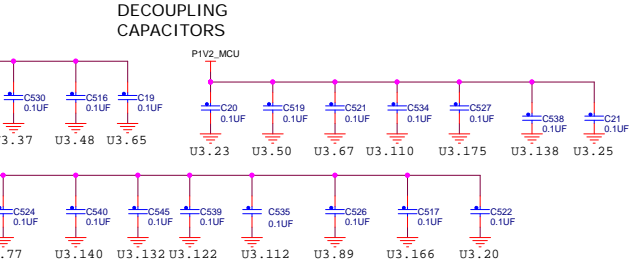 DECOUPLING
CAPACITORS
P1V2_MCU
C530 C516 C19 C20 C519 C521 C534 C527 C538 C21
0.1UF 0.1UF 0.1UF 0.1UF 0.1UF 0.1UF 0.1UF 0.1UF 0.1UF 0.1UF
U3.37 U3.48 U3.65 U3.23 U3.50 U3.67 U3.110 U3.175 U3.138 U3.25
C524 C540 C545 C539 C535 C526 C517 C522
0.1UF 0.1UF 0.1UF 0.1UF 0.1UF 0.1UF 0.1UF 0.1UF
.77 U3.140 U3.132 U3.122 U3.112 U3.89 U3.166 U3.20